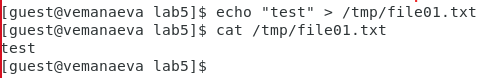 [guest@vemanaeva lab5]$ echo "test" > /tmp/file01.txt
[guest@vemanaeva lab5]$ cat /tmp/file01.txt
test
[guest@vemanaeva lab5]$